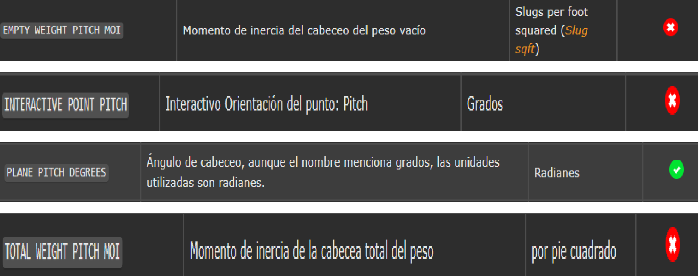 EMPTY WEIGHT PITCH MOI
Momento de inercia del cabeceo del peso vacío
Slugs per foot
squared (Slug
sqft)
INTERACTIVE POINT PITCH
Interactivo Orientación del punto: Pitch
Grados
PLANE PITCH DEGREES
Ángulo de cabeceo, aunque el nombre menciona grados, las unidades
utilizadas son radianes.
Radianes
TOTAL WEIGHT PITCH MOI
Momento de inercia de la cabecea total del peso
por pie cuadrado